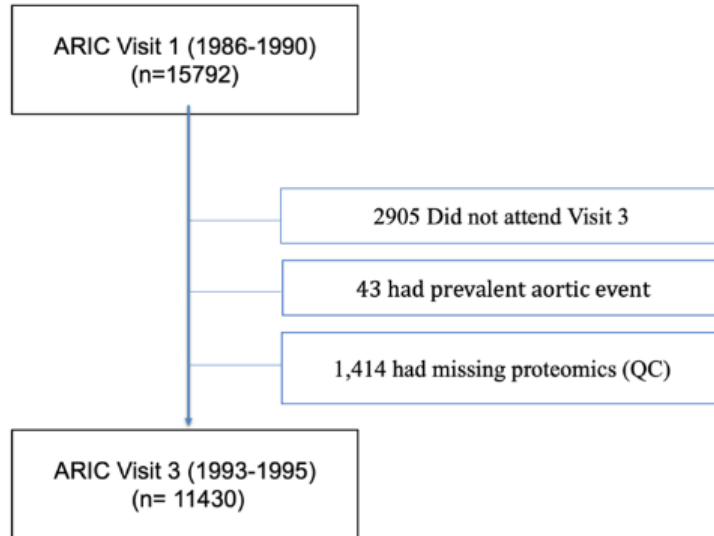 ARIC Visit 1 (1986-1990)
(n=15792)
2905 Did not attend Visit 3
43 had prevalent aortic event
1,414 had missing proteomics (QC)
ARIC Visit 3 (1993-1995)
(n= 11430)